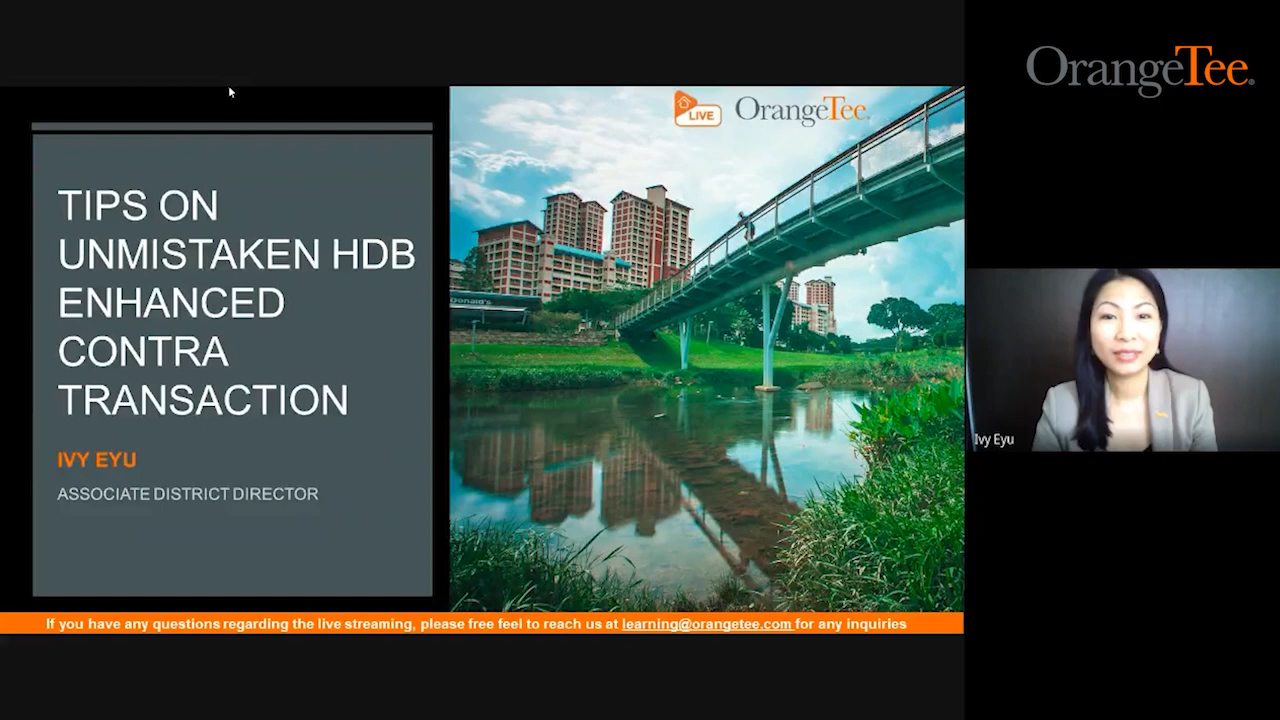 TIPS ON
UNMISTAKEN HDB
ENHANCED
CONTRA
TRANSACTION
IVY EYU
ASSOCIATE DISTRICT DIRECTOR
LIVE
OrangeTee
Donald's
If you have any questions regarding the live streaming, please free feel to reach us at learning@orangetee.com for any inquiries
OrangeTee
Ivy Eyu